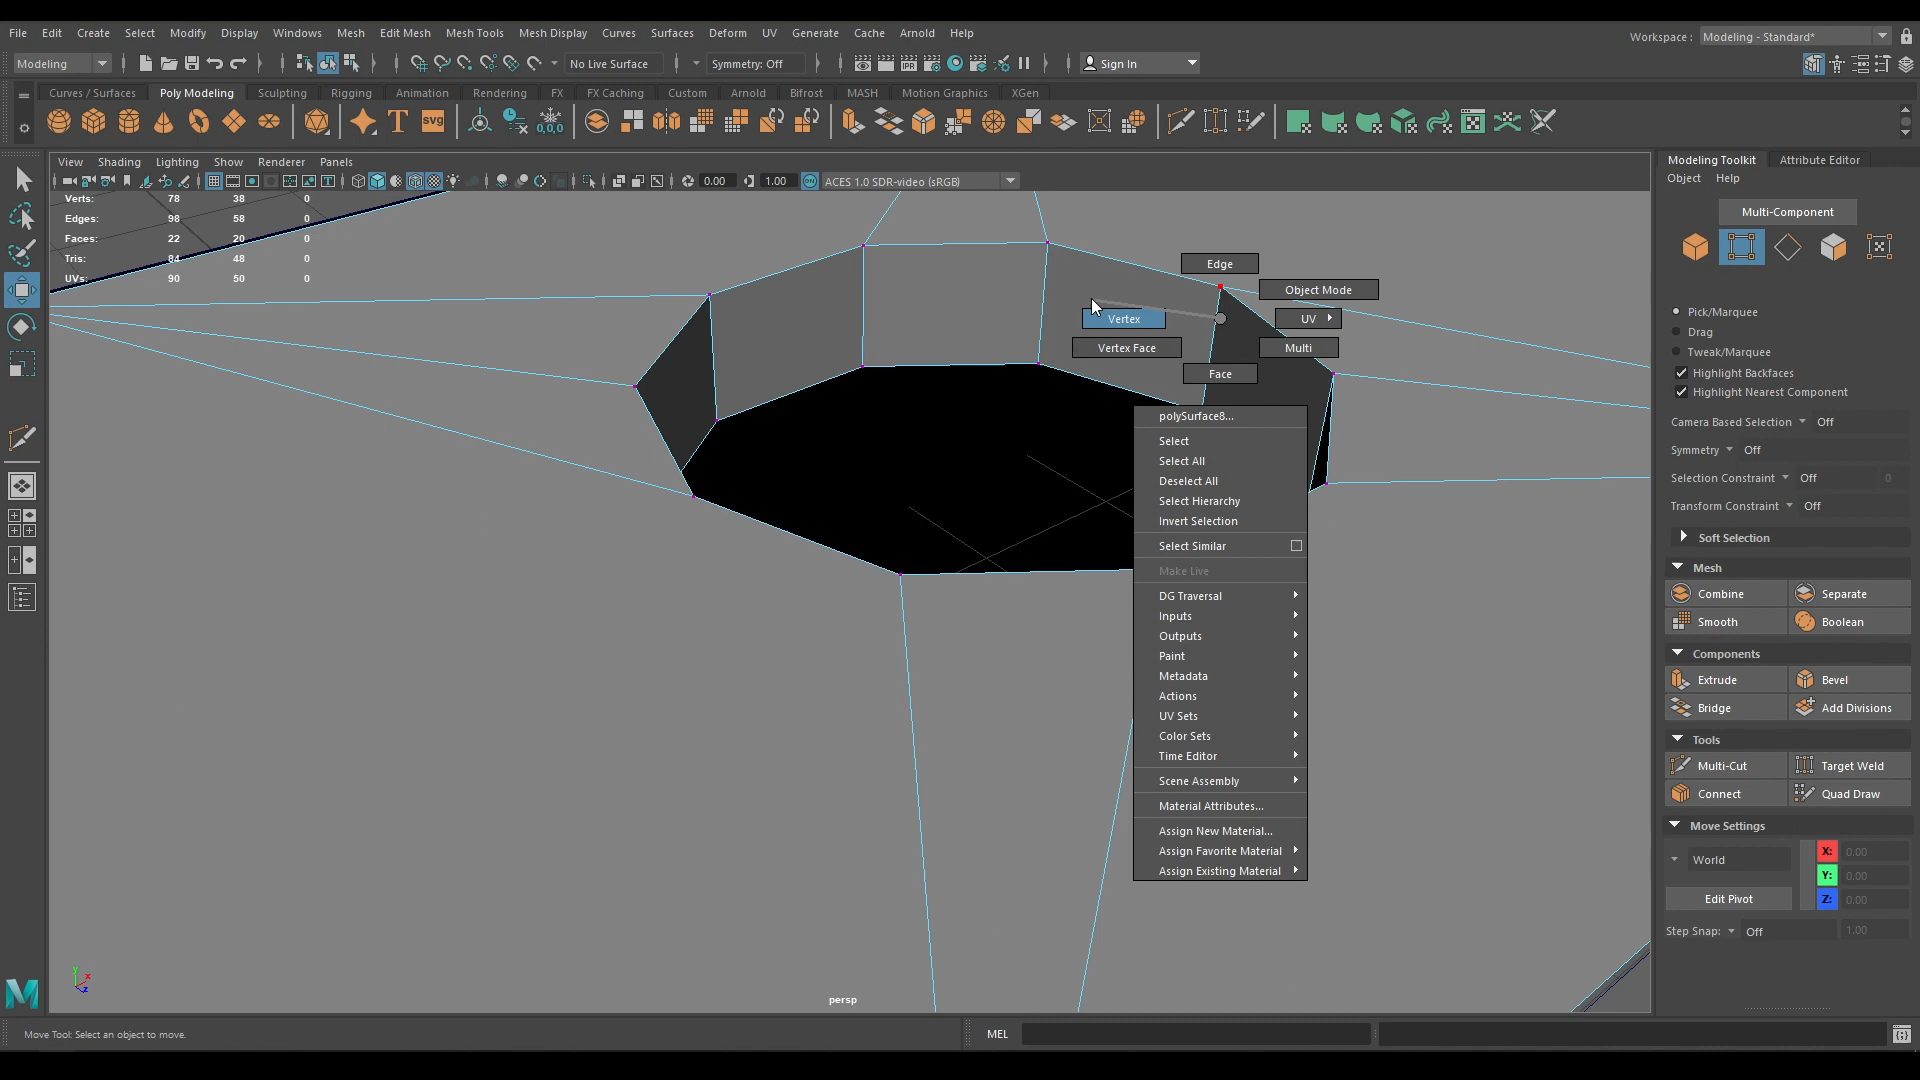 File Edit Create Select Modify Display Windows Mesh Edit Mesh Mesh Tools Mesh Display Curves Surfaces Deform UV Generate Cache Arnold Help
Workspace : Modeling - Standard*
Modeling No Live Surface Symmetry: Off Sign In
Curves / Surfaces Poly Modeling Sculpting Rigging Animation Rendering FX FX Caching Custom Arnold Bifrost MASH Motion Graphics XGen
View Shading Lighting Show Renderer Panels
0.00 1.00 ACES 1.0 SDR-video (sRGB)
Verts: 78 38 0
Edges: 98 58 0
Faces: 22 20 0
Tris: 84 48 0
UVs: 90 50 0
Edge
Object Mode
Vertex
UV
Vertex Face
Multi
Face
polySurface8...
Select
Select All
Deselect All
Select Hierarchy
Invert Selection
Select Similar
Make Live
DG Traversal
Inputs
Outputs
Paint
Metadata
Actions
UV Sets
Color Sets
Time Editor
Scene Assembly
Material Attributes...
Assign New Material...
Assign Favorite Material
Assign Existing Material
persp
Modeling Toolkit Attribute Editor
Object Help
Multi-Component
Pick/Marquee
Drag
Tweak/Marquee
Highlight Backfaces
Highlight Nearest Component
Camera Based Selection Off
Symmetry Off
Selection Constraint Off 0
Transform Constraint Off
Soft Selection
Mesh
Combine Separate
Smooth Boolean
Components
Extrude Bevel
Bridge Add Divisions
Tools
Multi-Cut Target Weld
Connect Quad Draw
Move Settings
World X: 0.00
Y: 0.00
Edit Pivot Z: 0.00
Step Snap: Off 1.00
Move Tool: Select an object to move.
MEL